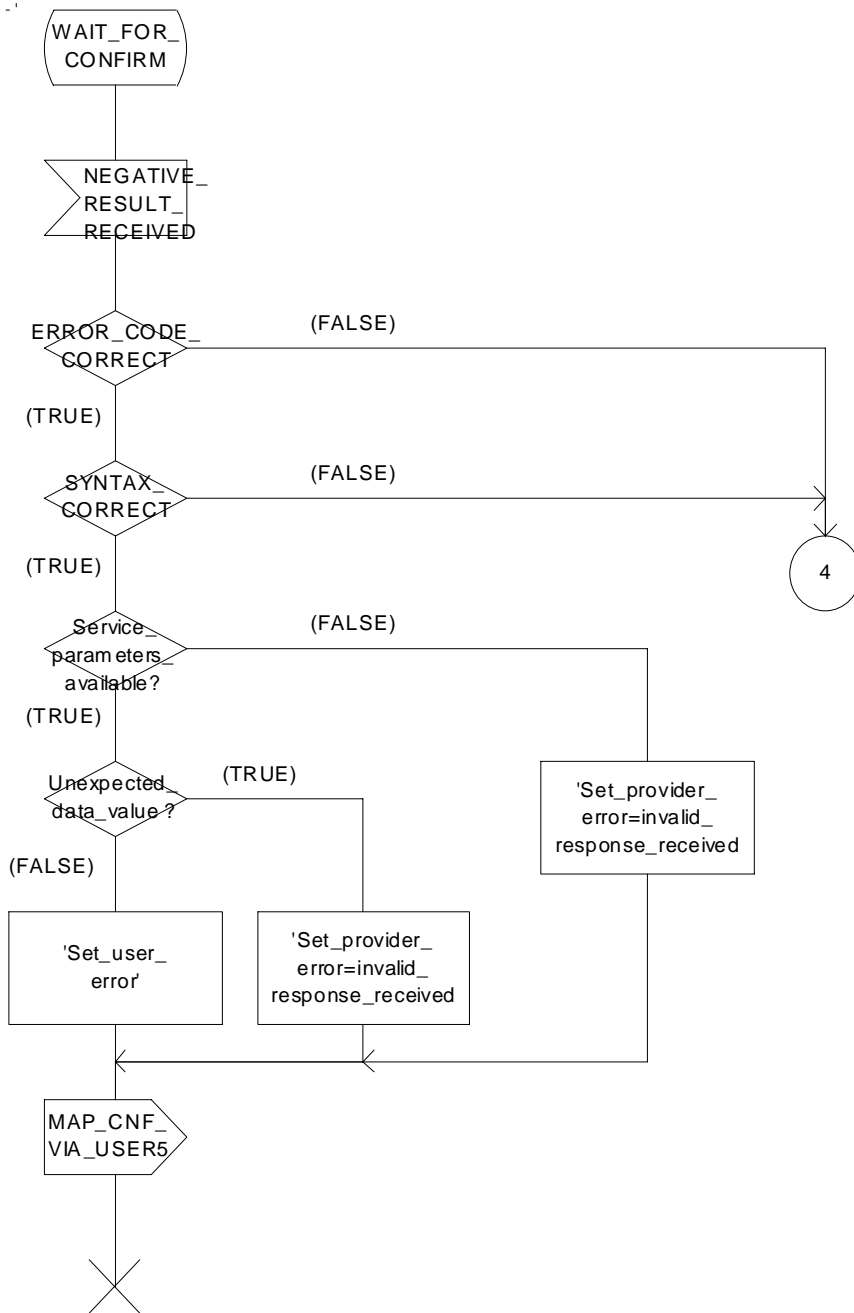 WAIT_FOR_
CONFIRM
NEGATIVE_
RESULT_
RECEIVED
ERROR_CODE_
CORRECT
(FALSE)
(TRUE)
SYNTAX_
CORRECT
(FALSE)
(TRUE)
4
Service_
parameters_
available?
(FALSE)
(TRUE)
Unexpected_
data_value ?
(TRUE)
(FALSE)
'Set_provider_
error=invalid_
response_received
'Set_user_
error'
'Set_provider_
error=invalid_
response_received
MAP_CNF_
VIA_USER5